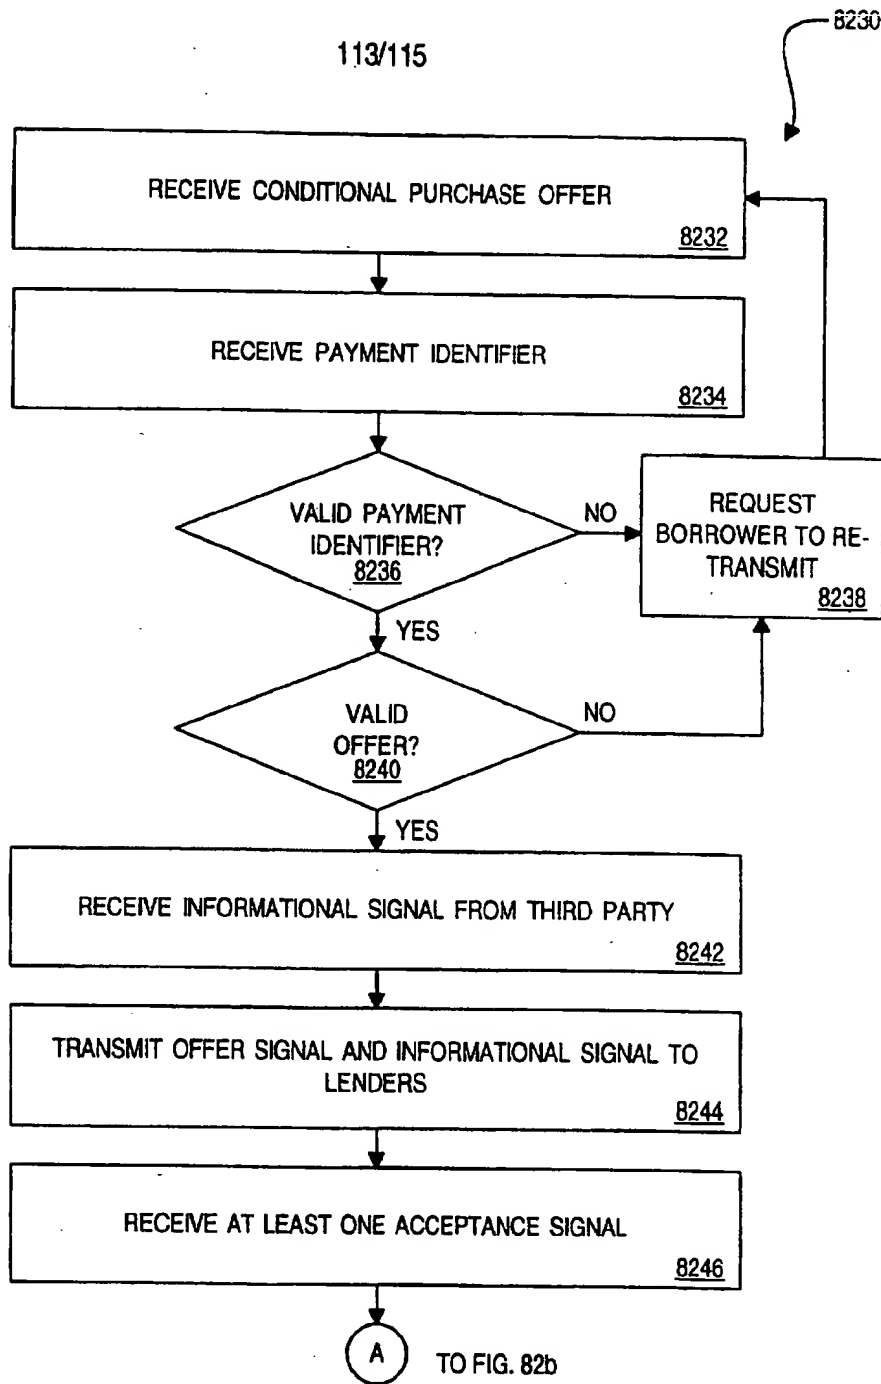 8230
113/115
RECEIVE CONDITIONAL PURCHASE OFFER
8232
RECEIVE PAYMENT IDENTIFIER
8234
VALID PAYMENT
IDENTIFIER?
8236
NO
REQUEST
BORROWER TO RE-
TRANSMIT
8238
YES
VALID
OFFER?
8240
NO
YES
RECEIVE INFORMATIONAL SIGNAL FROM THIRD PARTY
8242
TRANSMIT OFFER SIGNAL AND INFORMATIONAL SIGNAL TO
LENDERS
8244
RECEIVE AT LEAST ONE ACCEPTANCE SIGNAL
8246
A
TO FIG. 82b